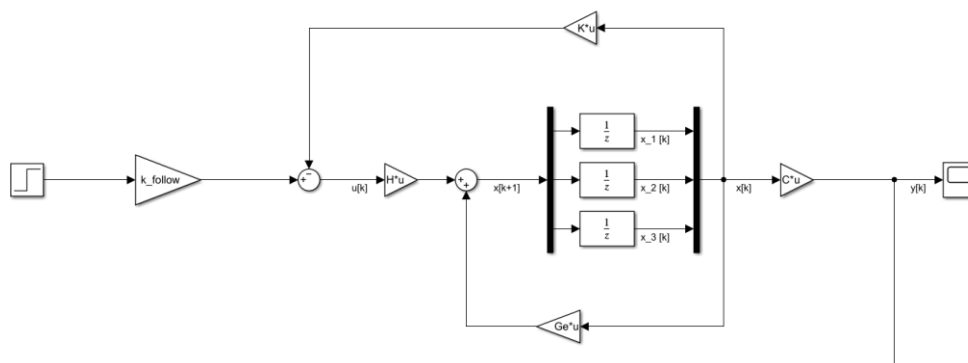 K*u
1
z
x_1 [k]
k_follow
+
−
u[k]
H*u
+
+
x[k+1]
1
z
x_2 [k]
x[k]
C*u
y[k]
1
z
x_3 [k]
Ge*u